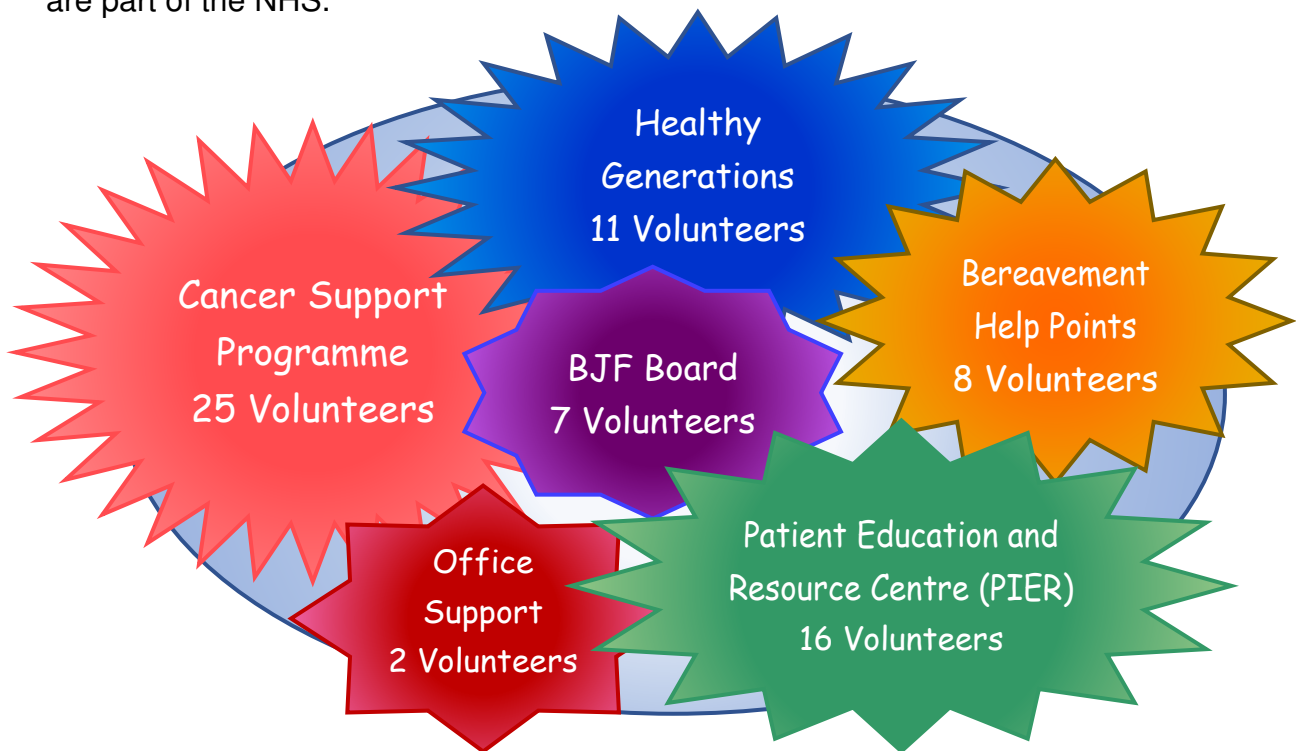 are part of the NHS.
Healthy
Generations
11 Volunteers
Cancer Support
Programme
25 Volunteers
BJF Board
7 Volunteers
Bereavement
Help Points
8 Volunteers
Office
Support
2 Volunteers
Patient Education and
Resource Centre (PIER)
16 Volunteers